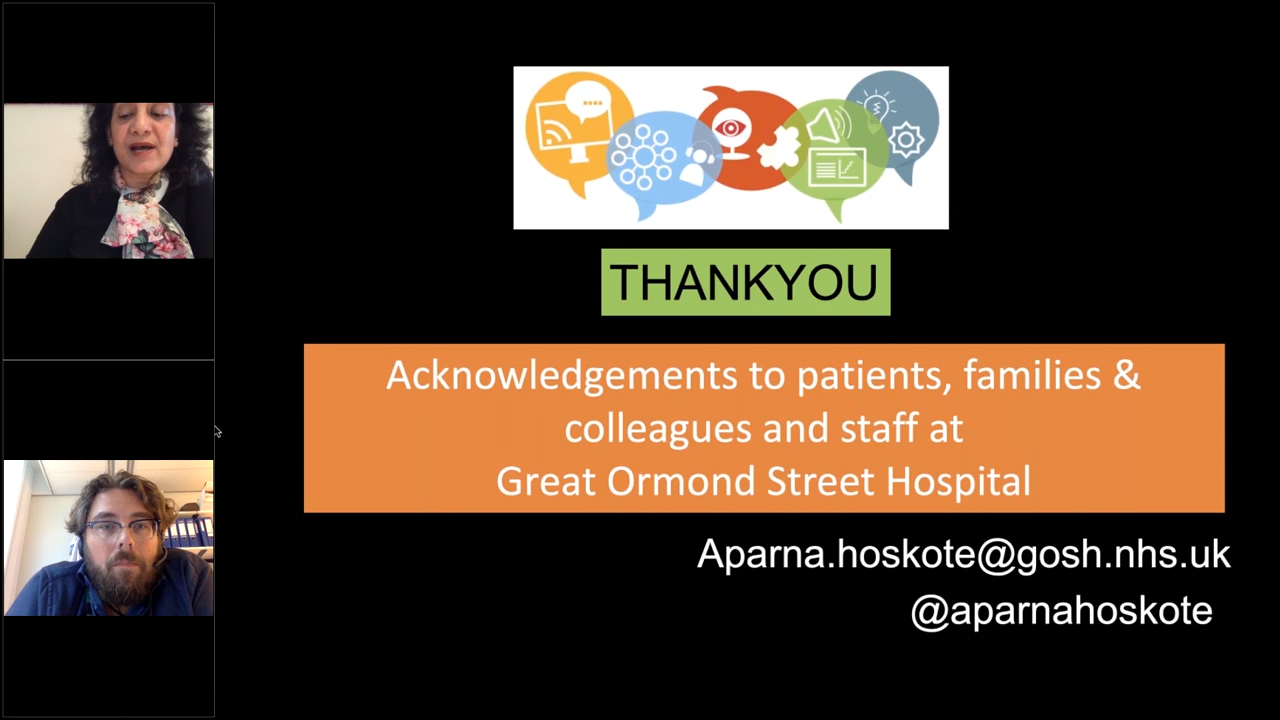 THANKYOU
Acknowledgements to patients, families &
colleagues and staff at
Great Ormond Street Hospital
Aparna.hoskote@gosh.nhs.uk
@aparnahoskote